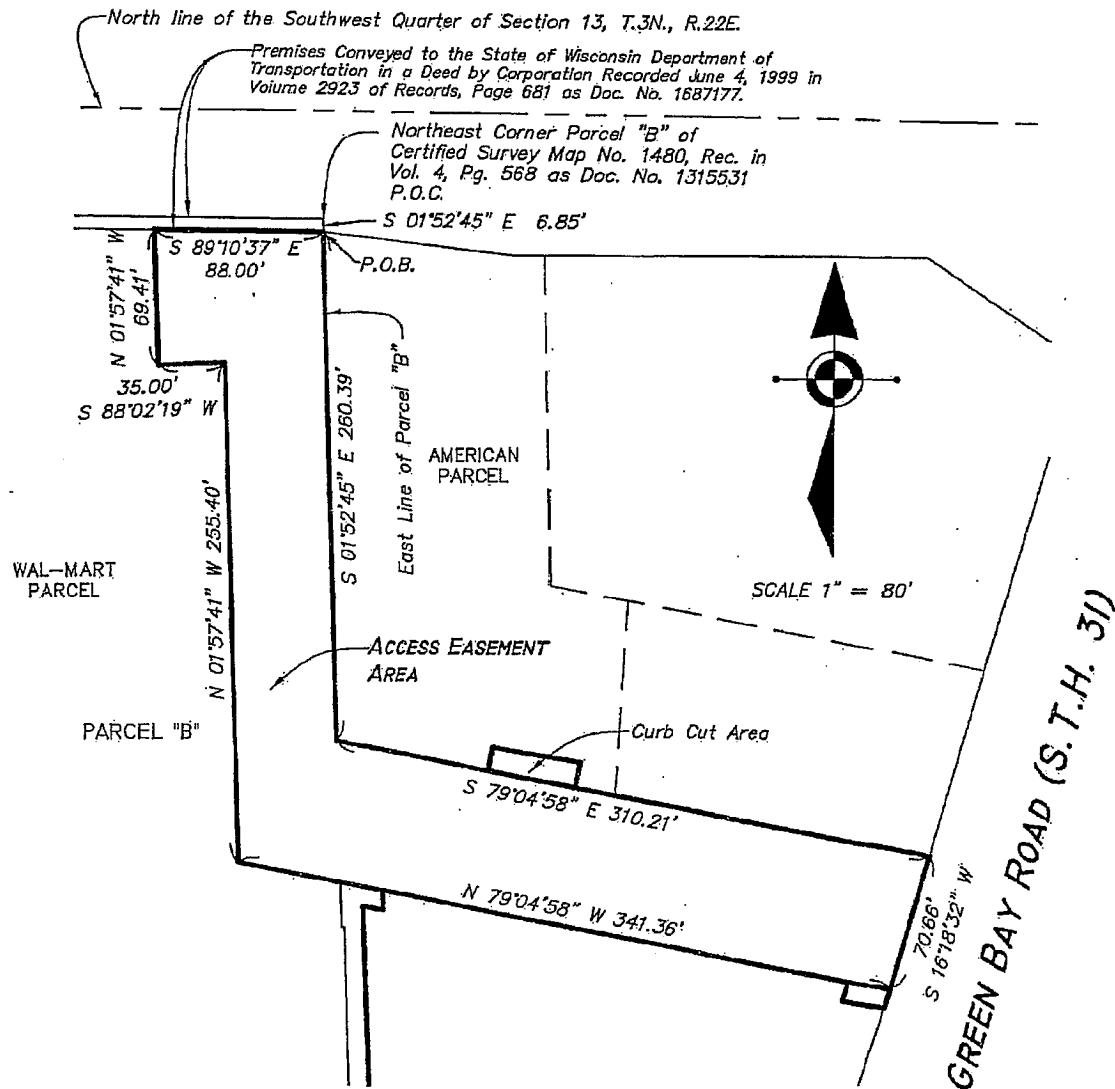 North line of the Southwest Quarter of Section 13, T.3N., R.22E.
Premises Conveyed to the State of Wisconsin Department of
Transportation in a Deed by Corporation Recorded June 4, 1999 in
Volume 2923 of Records, Page 681 as Doc. No. 1687177.
Northeast Corner Parcel "B" of
Certified Survey Map No. 1480, Rec. in
Vol. 4, Pg. 568 as Doc. No. 1315531
P.O.C.
S 01°52'45" E 6.85'
S 89°10'37" E
88.00'
P.O.B.
N 01°57'41" W
69.41'
35.00'
S 88°02'19" W
S 01°52'45" E 260.39'
East Line of Parcel "B"
AMERICAN
PARCEL
SCALE 1" = 80'
WAL-MART
PARCEL
N 01°57'41" W 255.40'
ACCESS EASEMENT
AREA
PARCEL "B"
Curb Cut Area
S 79°04'58" E 310.21'
N 79°04'58" W 341.36'
70.66'
S 16°18'32" W
GREEN BAY ROAD (S.T.H. 31)